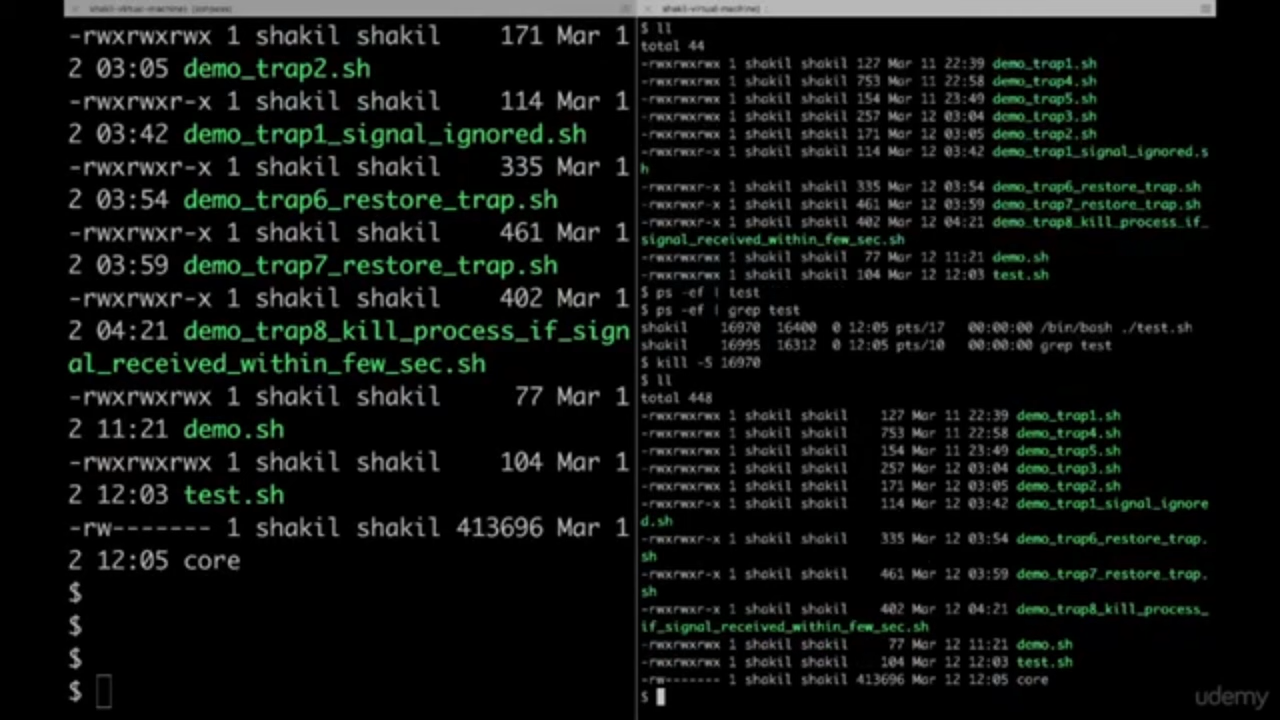 shakil-virtual-machine)
-rwxrwxrwx 1 shakil shakil    171 Mar 1
2 03:05 demo_trap2.sh
-rwxrwxr-x 1 shakil shakil    114 Mar 1
2 03:42 demo_trap1_signal_ignored.sh
-rwxrwxr-x 1 shakil shakil    335 Mar 1
2 03:54 demo_trap6_restore_trap.sh
-rwxrwxr-x 1 shakil shakil    461 Mar 1
2 03:59 demo_trap7_restore_trap.sh
-rwxrwxr-x 1 shakil shakil    402 Mar 1
2 04:21 demo_trap8_kill_process_if_sign
al_received_within_few_sec.sh
-rwxrwxrwx 1 shakil shakil     77 Mar 1
2 11:21 demo.sh
-rwxrwxrwx 1 shakil shakil    104 Mar 1
2 12:03 test.sh
-rw------- 1 shakil shakil 413696 Mar 1
2 12:05 core
$
$
$
$
shakil-virtual-machine)
$ ll
total 44
-rwxrwxrwx 1 shakil shakil 127 Mar 11 22:39 demo_trap1.sh
-rwxrwxrwx 1 shakil shakil 753 Mar 11 22:58 demo_trap4.sh
-rwxrwxrwx 1 shakil shakil 154 Mar 11 23:49 demo_trap5.sh
-rwxrwxrwx 1 shakil shakil 257 Mar 12 03:04 demo_trap3.sh
-rwxrwxrwx 1 shakil shakil 171 Mar 12 03:05 demo_trap2.sh
-rwxrwxr-x 1 shakil shakil 114 Mar 12 03:42 demo_trap1_signal_ignored.s
h
-rwxrwxr-x 1 shakil shakil 335 Mar 12 03:54 demo_trap6_restore_trap.sh
-rwxrwxr-x 1 shakil shakil 461 Mar 12 03:59 demo_trap7_restore_trap.sh
-rwxrwxr-x 1 shakil shakil 402 Mar 12 04:21 demo_trap8_kill_process_if_
signal_received_within_few_sec.sh
-rwxrwxrwx 1 shakil shakil  77 Mar 12 11:21 demo.sh
-rwxrwxrwx 1 shakil shakil 104 Mar 12 12:03 test.sh
$ ps -ef | test
$ ps -ef | grep test
shakil    16970  16400  0 12:05 pts/17   00:00:00 /bin/bash ./test.sh
shakil    16995  16312  0 12:05 pts/10   00:00:00 grep test
$ kill -5 16970
$ ll
total 448
-rwxrwxrwx 1 shakil shakil    127 Mar 11 22:39 demo_trap1.sh
-rwxrwxrwx 1 shakil shakil    753 Mar 11 22:58 demo_trap4.sh
-rwxrwxrwx 1 shakil shakil    154 Mar 11 23:49 demo_trap5.sh
-rwxrwxrwx 1 shakil shakil    257 Mar 12 03:04 demo_trap3.sh
-rwxrwxrwx 1 shakil shakil    171 Mar 12 03:05 demo_trap2.sh
-rwxrwxr-x 1 shakil shakil    114 Mar 12 03:42 demo_trap1_signal_ignore
d.sh
-rwxrwxr-x 1 shakil shakil    335 Mar 12 03:54 demo_trap6_restore_trap.
sh
-rwxrwxr-x 1 shakil shakil    461 Mar 12 03:59 demo_trap7_restore_trap.
sh
-rwxrwxr-x 1 shakil shakil    402 Mar 12 04:21 demo_trap8_kill_process_
if_signal_received_within_few_sec.sh
-rwxrwxrwx 1 shakil shakil     77 Mar 12 11:21 demo.sh
-rwxrwxrwx 1 shakil shakil    104 Mar 12 12:03 test.sh
-rw------- 1 shakil shakil 413696 Mar 12 12:05 core
$
udemy